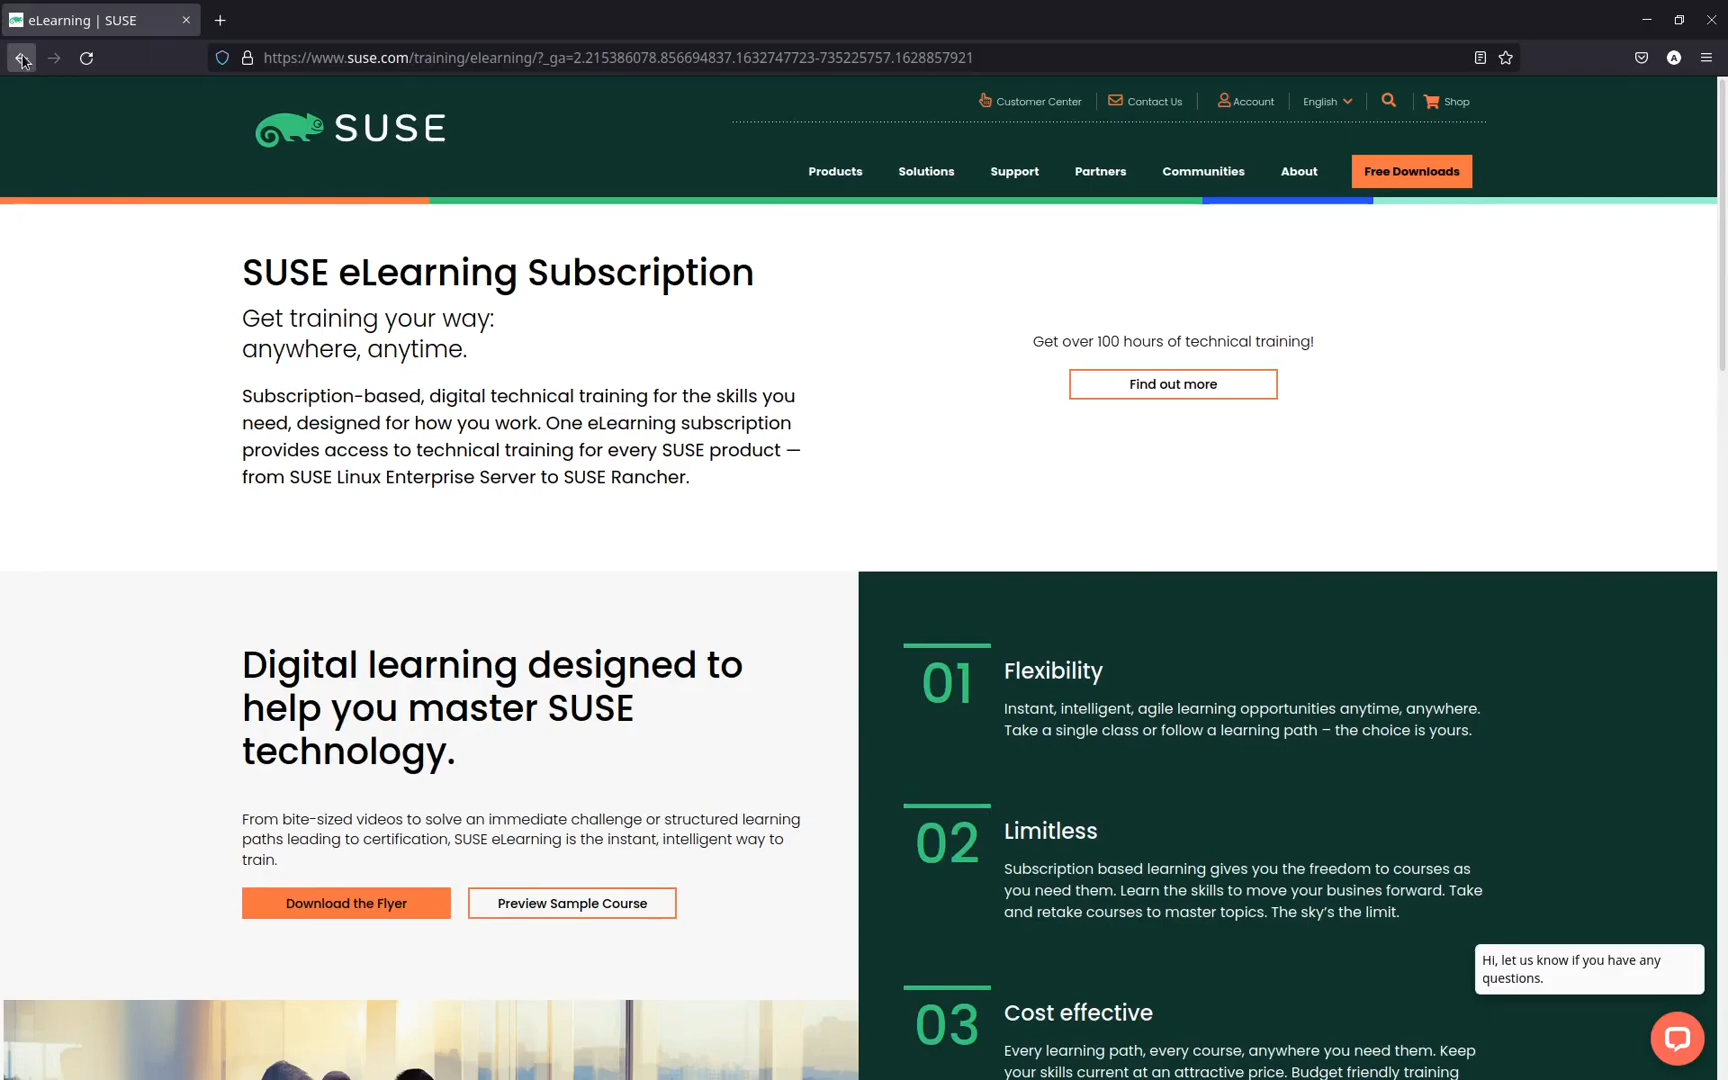 eLearning | SUSE
https://www.suse.com/training/elearning/?_ga=2.215386078.856694837.1632747723-735225757.1628857921
Customer Center
Contact Us
Account
English
Shop
SUSE
Products
Solutions
Support
Partners
Communities
About
Free Downloads
SUSE eLearning Subscription
Get training your way:
anywhere, anytime.
Subscription-based, digital technical training for the skills you
need, designed for how you work. One eLearning subscription
provides access to technical training for every SUSE product —
from SUSE Linux Enterprise Server to SUSE Rancher.
Get over 100 hours of technical training!
Find out more
Digital learning designed to
help you master SUSE
technology.
From bite-sized videos to solve an immediate challenge or structured learning
paths leading to certification, SUSE eLearning is the instant, intelligent way to
train.
Download the Flyer
Preview Sample Course
01
Flexibility
Instant, intelligent, agile learning opportunities anytime, anywhere.
Take a single class or follow a learning path – the choice is yours.
02
Limitless
Subscription based learning gives you the freedom to courses as
you need them. Learn the skills to move your busines forward. Take
and retake courses to master topics. The sky's the limit.
03
Cost effective
Every learning path, every course, anywhere you need them. Keep
your skills current at an attractive price. Budget friendly training
Hi, let us know if you have any
questions.
A